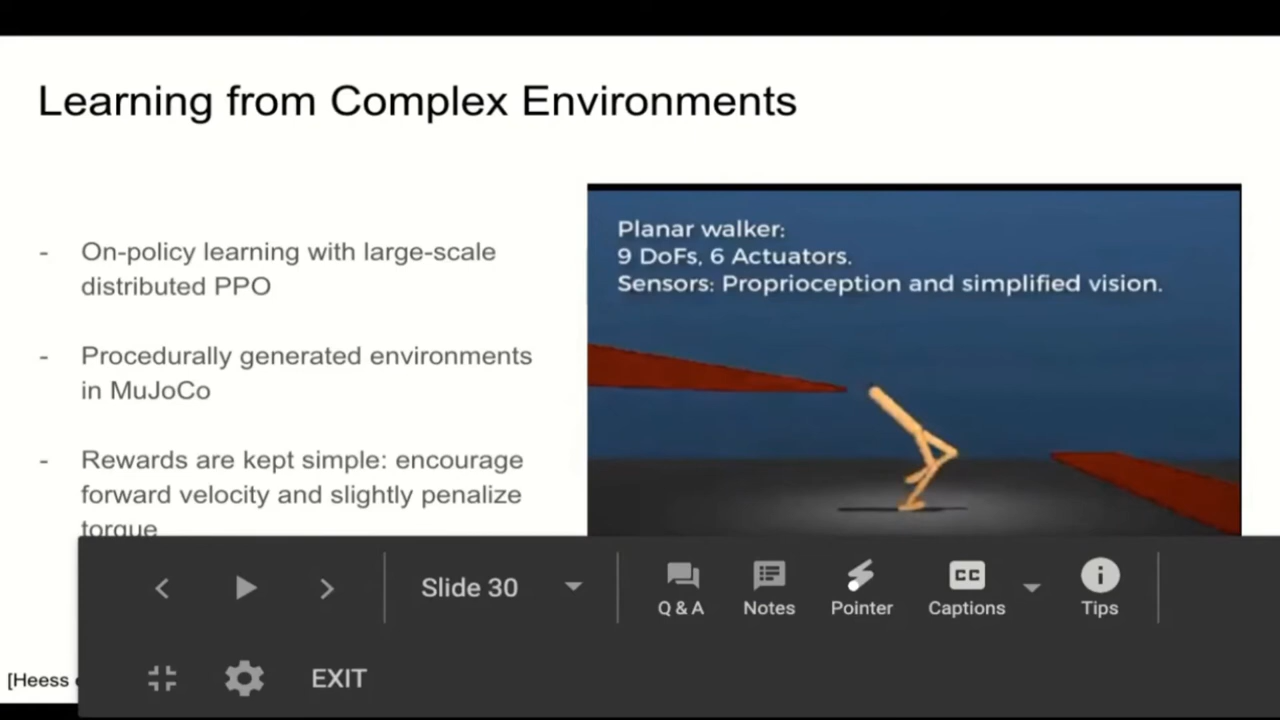 Learning from Complex Environments
- On-policy learning with large-scale
distributed PPO
- Procedurally generated environments
in MuJoCo
- Rewards are kept simple: encourage
forward velocity and slightly penalize
torque
Planar walker:
9 DoFs, 6 Actuators.
Sensors: Proprioception and simplified vision.
Slide 30
Q & A
Notes
Pointer
CC
Captions
Tips
EXIT
[Heess